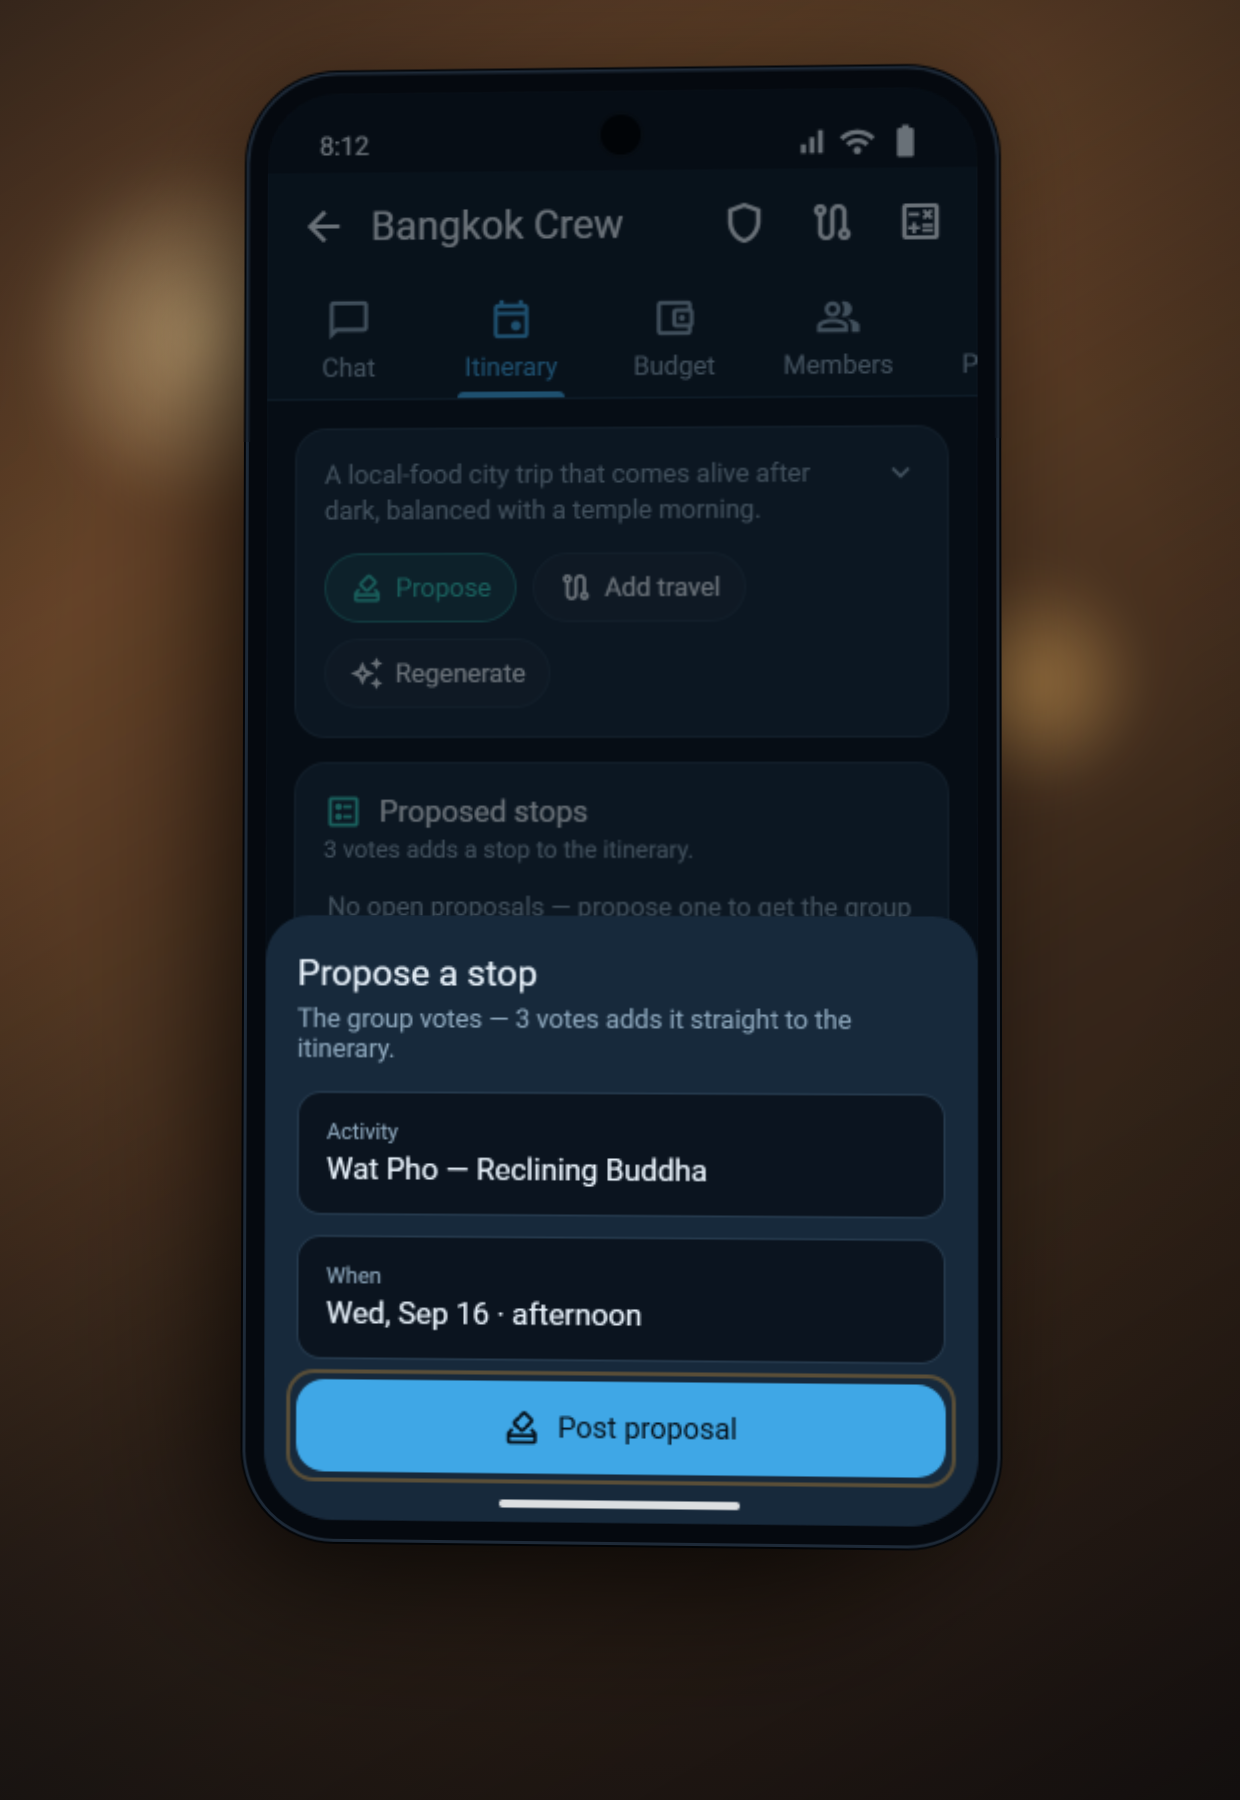 8:12
Bangkok Crew
Chat
Itinerary
Budget
Members
P
A local-food city trip that comes alive after
dark, balanced with a temple morning.
Propose
Add travel
Regenerate
Proposed stops
3 votes adds a stop to the itinerary.
No open proposals — propose one to get the group
Propose a stop
The group votes — 3 votes adds it straight to the
itinerary.
Activity
Wat Pho — Reclining Buddha
When
Wed, Sep 16 · afternoon
Post proposal